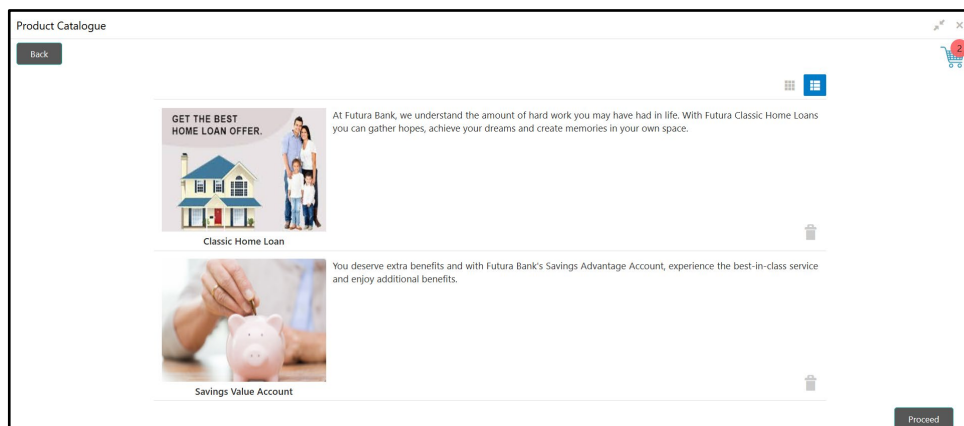 Product Catalogue
Back
2
GET THE BEST
HOME LOAN OFFER.
At Futura Bank, we understand the amount of hard work you may have had in life. With Futura Classic Home Loans
you can gather hopes, achieve your dreams and create memories in your own space.
Classic Home Loan
You deserve extra benefits and with Futura Bank's Savings Advantage Account, experience the best-in-class service
and enjoy additional benefits.
Savings Value Account
Proceed